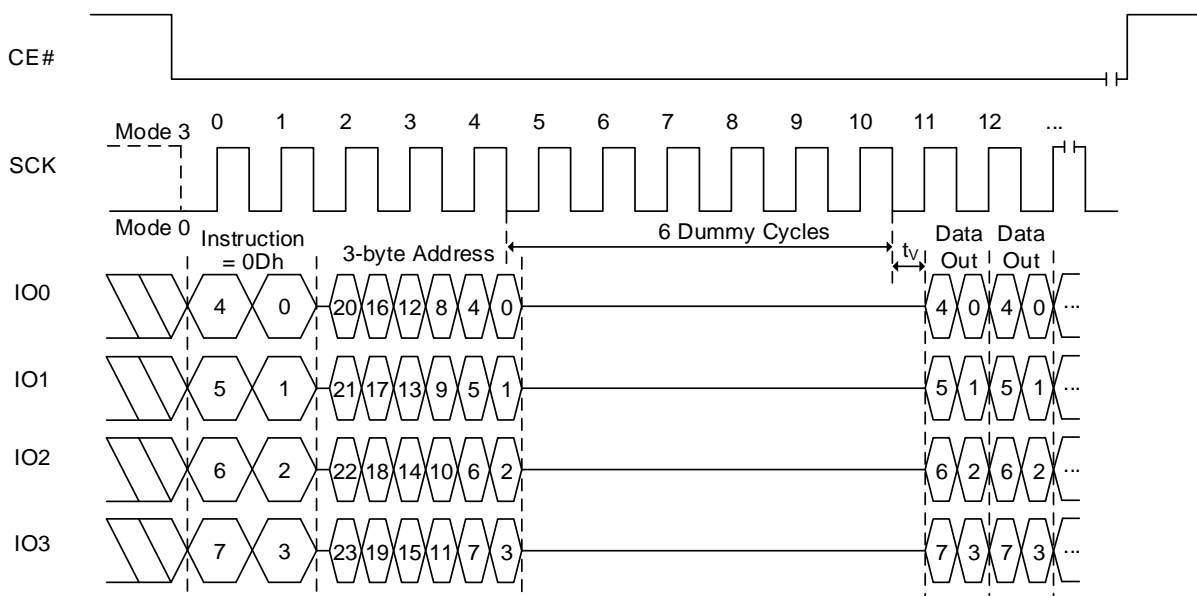 CE#
0 1 2 3 4 5 6 7 8 9 10 11 12 ...
Mode 3
SCK
Mode 0
Instruction
= 0Dh
3-byte Address
6 Dummy Cycles
tV
Data
Out
Data
Out
IO0 4 0 20 16 12 8 4 0 4 0 4 0 ...
IO1 5 1 21 17 13 9 5 1 5 1 5 1 ...
IO2 6 2 22 18 14 10 6 2 6 2 6 2 ...
IO3 7 3 23 19 15 11 7 3 7 3 7 3 ...